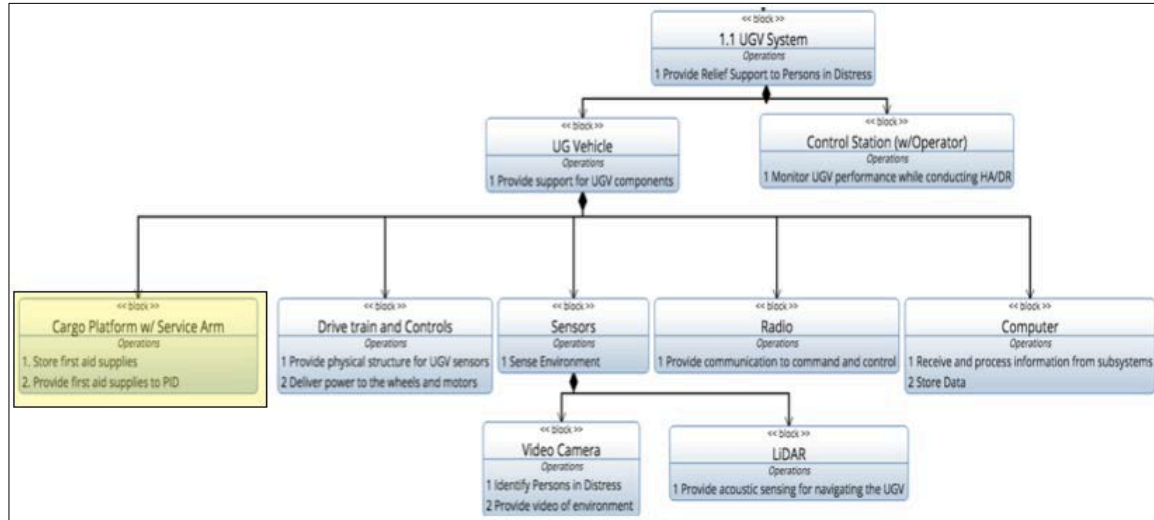 << block >>
1.1 UGV System
Operations
1 Provide Relief Support to Persons in Distress
<< block >>
UG Vehicle
Operations
1 Provide support for UGV components
<< block >>
Control Station (w/Operator)
Operations
1 Monitor UGV performance while conducting HA/DR
<< block >>
Cargo Platform w/ Service Arm
Operations
1. Store first aid supplies
2. Provide first aid supplies to PID
<< block >>
Drive train and Controls
Operations
1 Provide physical structure for UGV sensors
2 Deliver power to the wheels and motors
<< block >>
Sensors
Operations
1 Sense Environment
<< block >>
Radio
Operations
1 Provide communication to command and control
<< block >>
Computer
Operations
1 Receive and process information from subsystems
2 Store Data
<< block >>
Video Camera
Operations
1 Identify Persons in Distress
2 Provide video of environment
<< block >>
LiDAR
Operations
1 Provide acoustic sensing for navigating the UGV